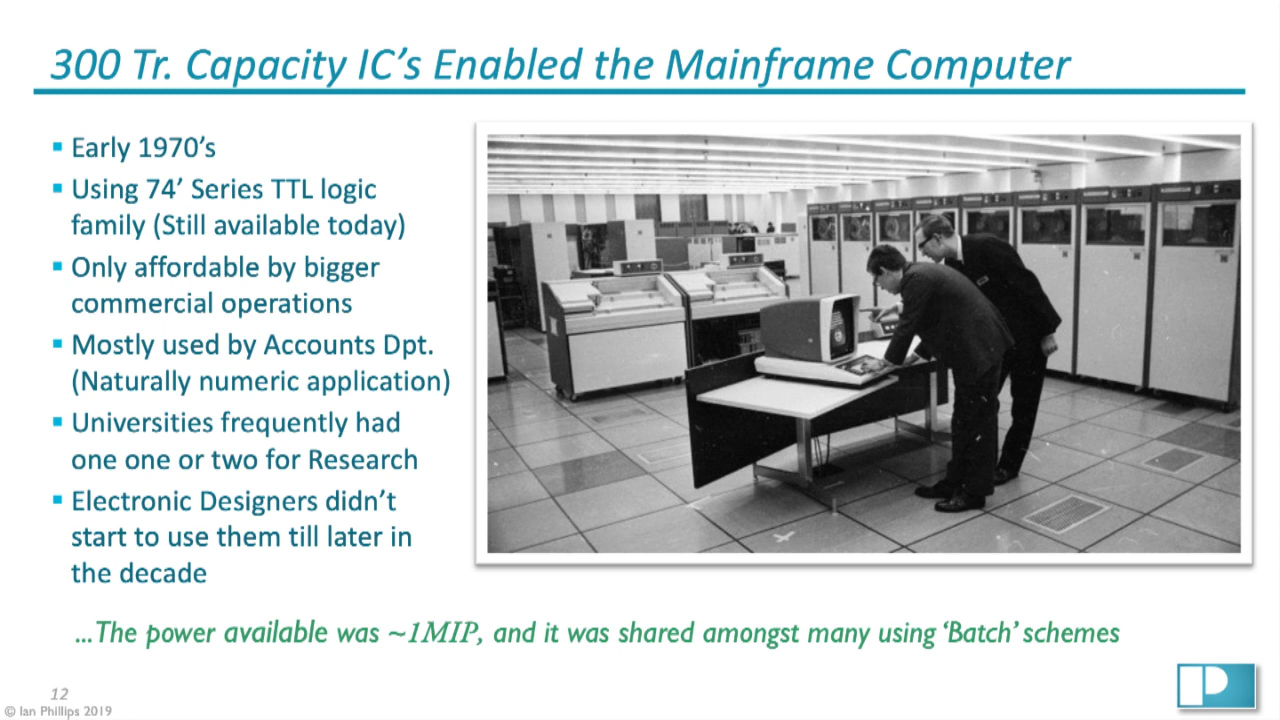 300 Tr. Capacity IC’s Enabled the Mainframe Computer
Early 1970’s
Using 74’ Series TTL logic
family (Still available today)
Only affordable by bigger
commercial operations
Mostly used by Accounts Dpt.
(Naturally numeric application)
Universities frequently had
one one or two for Research
Electronic Designers didn’t
start to use them till later in
the decade
...The power available was ~1MIP, and it was shared amongst many using ‘Batch’ schemes
12
© Ian Phillips 2019
P